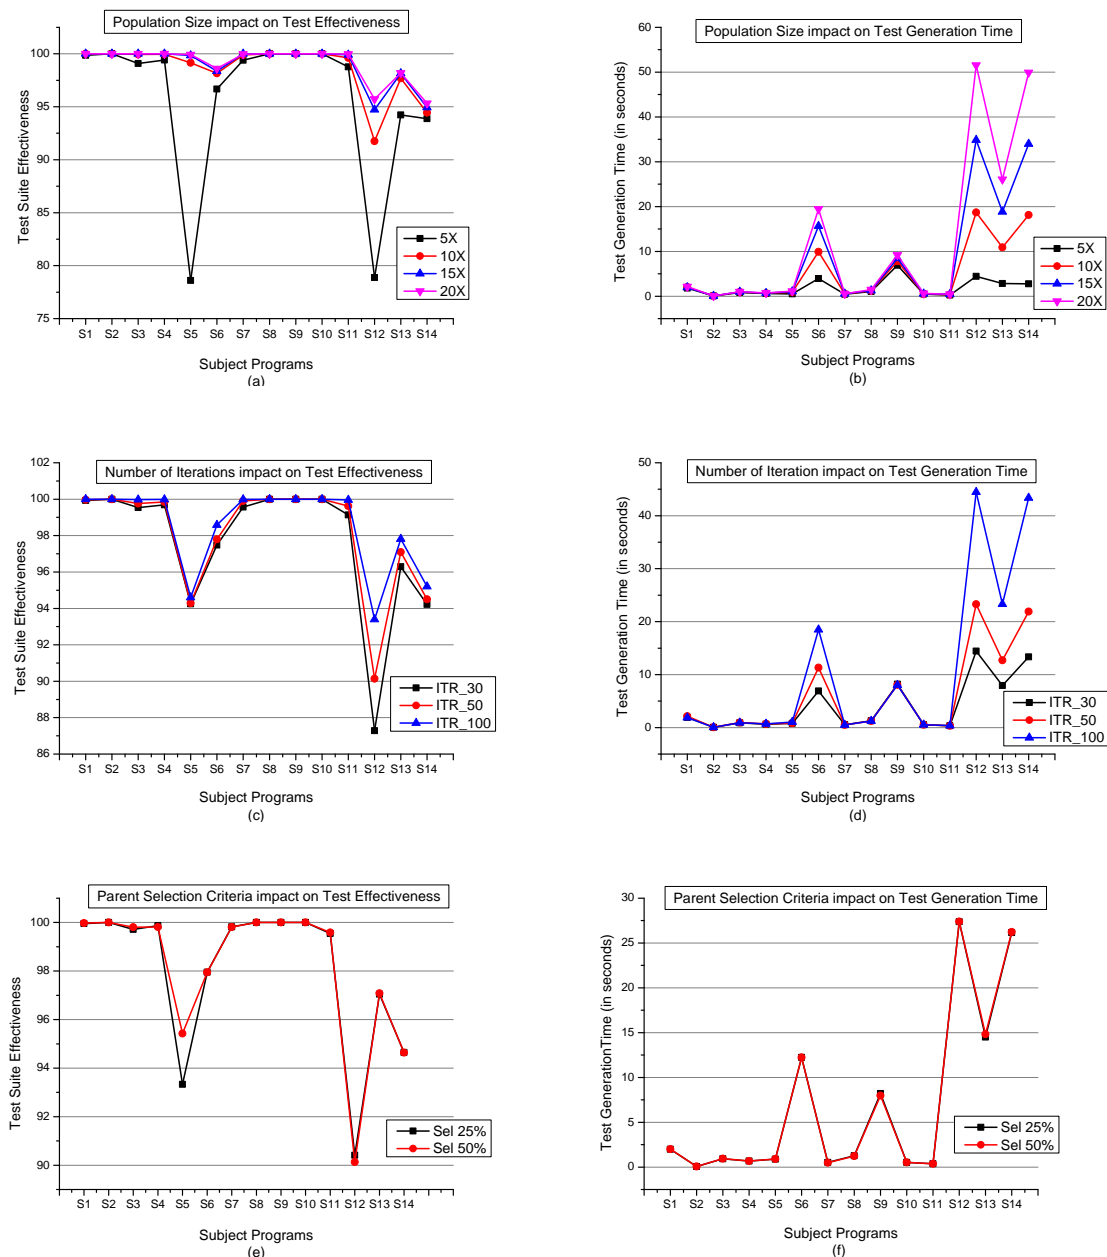 Population Size impact on Test Effectiveness
100
95
90
85
80
75
Test Suite Effectiveness
5X
10X
15X
20X
S1 S2 S3 S4 S5 S6 S7 S8 S9 S10 S11 S12 S13 S14
Subject Programs
(a)
Population Size impact on Test Generation Time
60
50
40
30
20
10
0
Test Generation Time (in seconds)
5X
10X
15X
20X
S1 S2 S3 S4 S5 S6 S7 S8 S9 S10 S11 S12 S13 S14
Subject Programs
(b)
Number of Iterations impact on Test Effectiveness
102
100
98
96
94
92
90
88
86
Test Suite Effectiveness
ITR_30
ITR_50
ITR_100
S1 S2 S3 S4 S5 S6 S7 S8 S9 S10 S11 S12 S13 S14
Subject Programs
(c)
Number of Iteration impact on Test Generation Time
50
40
30
20
10
0
Test Generation Time (in seconds)
ITR_30
ITR_50
ITR_100
S1 S2 S3 S4 S5 S6 S7 S8 S9 S10 S11 S12 S13 S14
Subject Programs
(d)
Parent Selection Criteria impact on Test Effectiveness
100
98
96
94
92
90
Test Suite Effectiveness
Sel 25%
Sel 50%
S1 S2 S3 S4 S5 S6 S7 S8 S9 S10 S11 S12 S13 S14
Subject Programs
(e)
Parent Selection Criteria impact on Test Generation Time
30
25
20
15
10
5
0
Test GenerationTime (in seconds)
Sel 25%
Sel 50%
S1 S2 S3 S4 S5 S6 S7 S8 S9 S10 S11 S12 S13 S14
Subject Programs
(f)